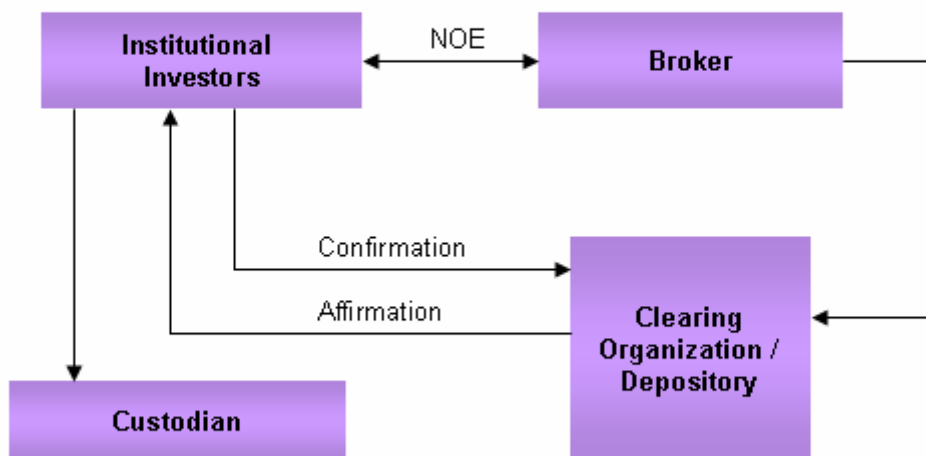 Institutional
Investors
NOE
Broker
Confirmation
Affirmation
Clearing
Organization /
Depository
Custodian